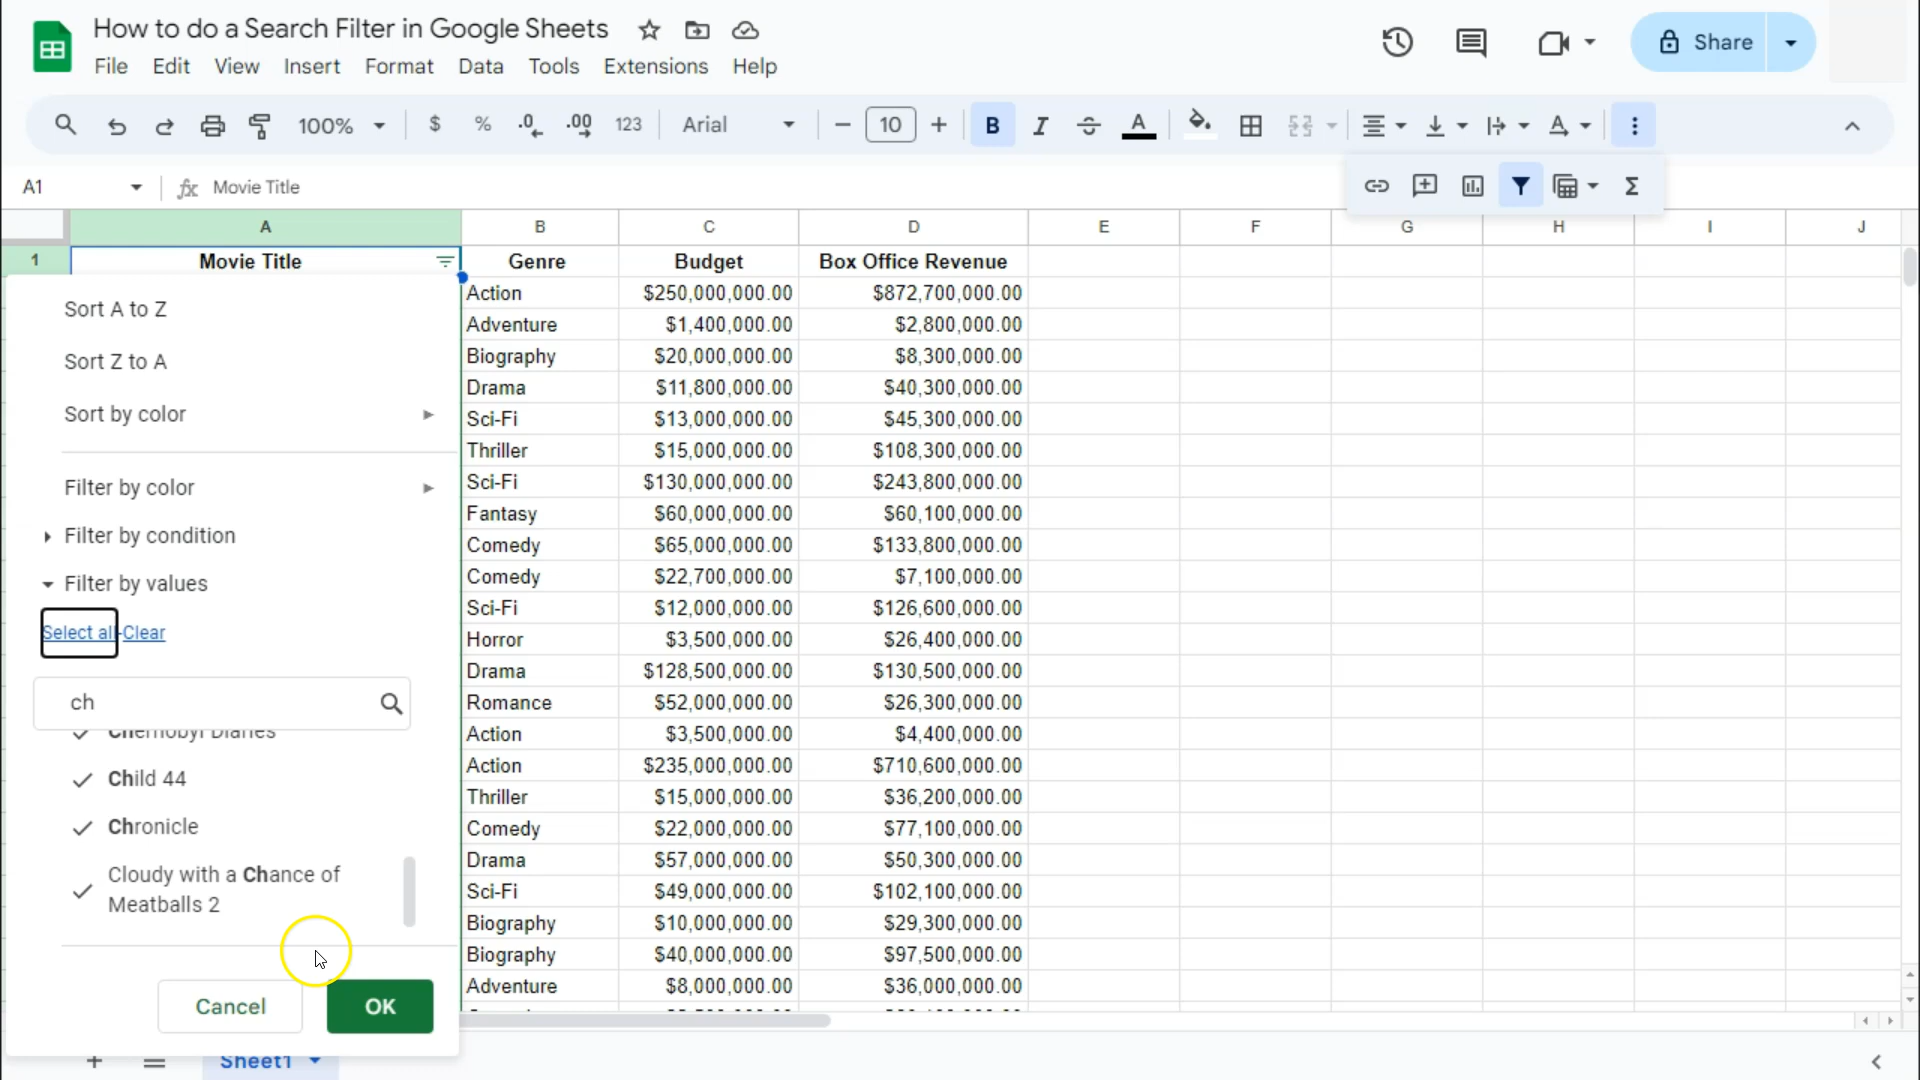 How to do a Search Filter in Google Sheets
File Edit View Insert Format Data Tools Extensions Help
Share
100% $ % .0 .00 123 Arial 10 B I S A
A1 fx Movie Title
A B C D E F G H I J
1 Movie Title Genre Budget Box Office Revenue
Action $250,000,000.00 $872,700,000.00
Sort A to Z
Adventure $1,400,000.00 $2,800,000.00
Sort Z to A
Biography $20,000,000.00 $8,300,000.00
Drama $11,800,000.00 $40,300,000.00
Sort by color
Sci-Fi $13,000,000.00 $45,300,000.00
Thriller $15,000,000.00 $108,300,000.00
Filter by color
Sci-Fi $130,000,000.00 $243,800,000.00
Fantasy $60,000,000.00 $60,100,000.00
Filter by condition
Comedy $65,000,000.00 $133,800,000.00
Filter by values
Comedy $22,700,000.00 $7,100,000.00
Sci-Fi $12,000,000.00 $126,600,000.00
Select all-Clear
Horror $3,500,000.00 $26,400,000.00
Drama $128,500,000.00 $130,500,000.00
ch
Romance $52,000,000.00 $26,300,000.00
Chernobyl Diaries
Action $3,500,000.00 $4,400,000.00
Child 44
Action $235,000,000.00 $710,600,000.00
Thriller $15,000,000.00 $36,200,000.00
Chronicle
Comedy $22,000,000.00 $77,100,000.00
Drama $57,000,000.00 $50,300,000.00
Cloudy with a Chance of
Meatballs 2
Sci-Fi $49,000,000.00 $102,100,000.00
Biography $10,000,000.00 $29,300,000.00
Biography $40,000,000.00 $97,500,000.00
Adventure $8,000,000.00 $36,000,000.00
Cancel OK
Sheet1